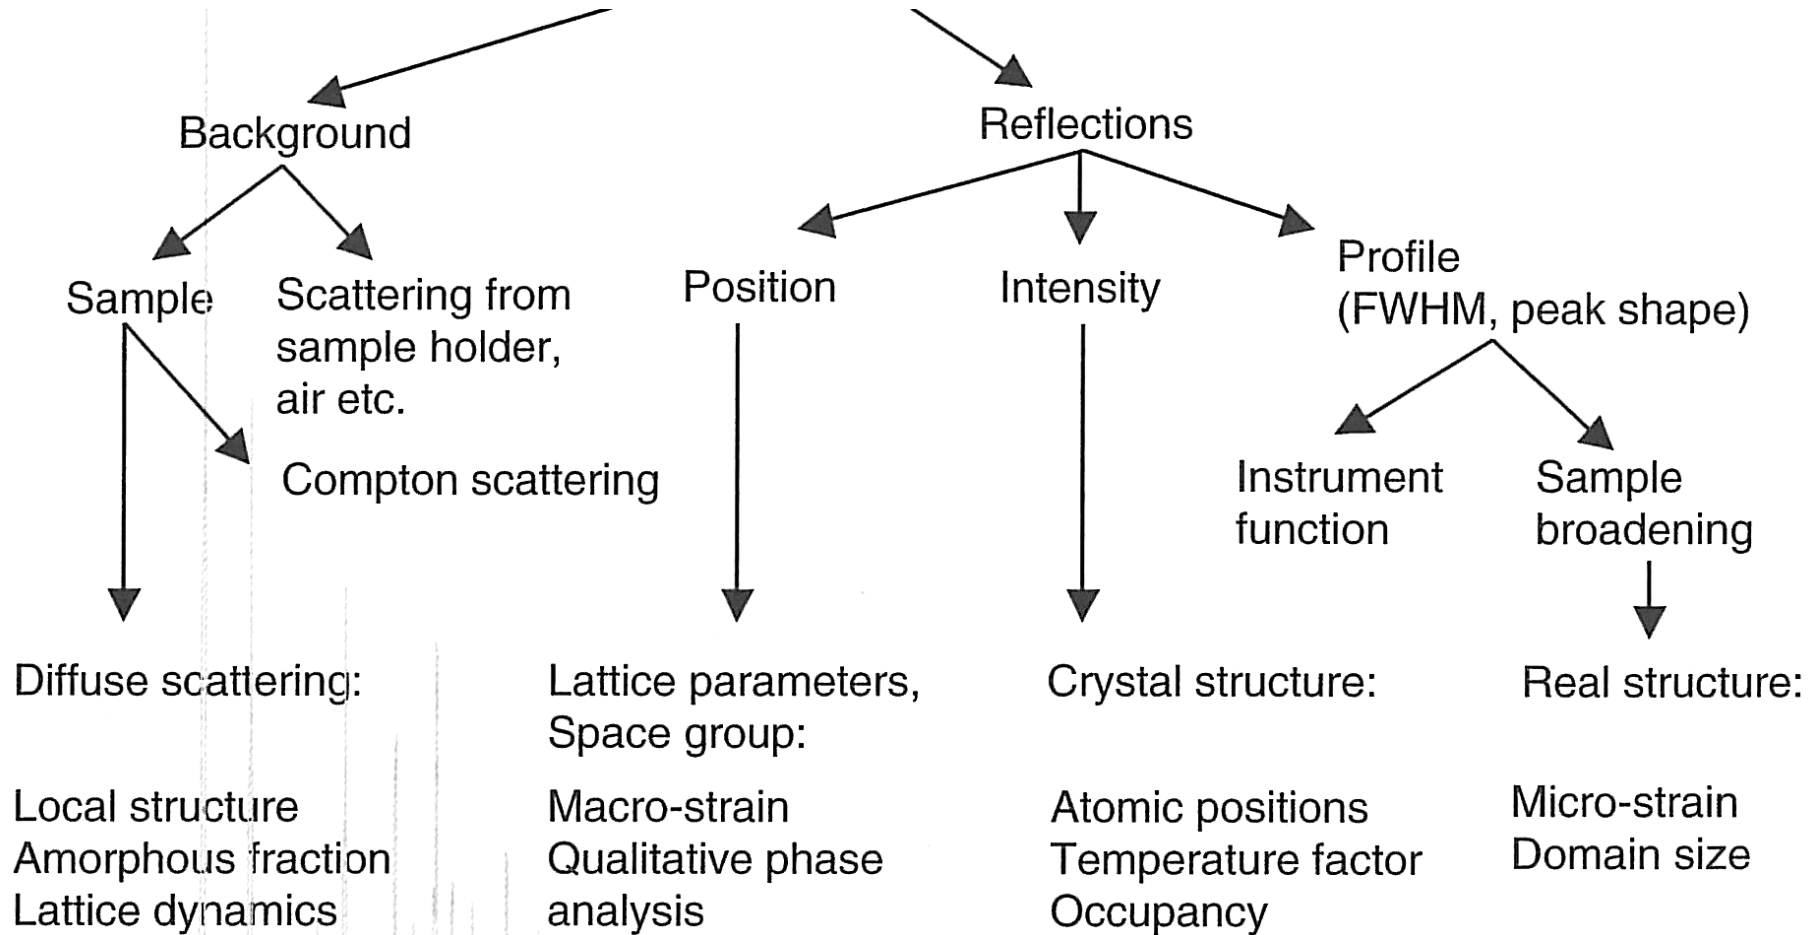 Background
Reflections
Sample
Scattering from
sample holder,
air etc.
Position
Intensity
Profile
(FWHM, peak shape)
Compton scattering
Instrument
function
Sample
broadening
Diffuse scattering:
Lattice parameters,
Space group:
Crystal structure:
Real structure:
Local structure
Amorphous fraction
Lattice dynamics
Macro-strain
Qualitative phase
analysis
Atomic positions
Temperature factor
Occupancy
Micro-strain
Domain size